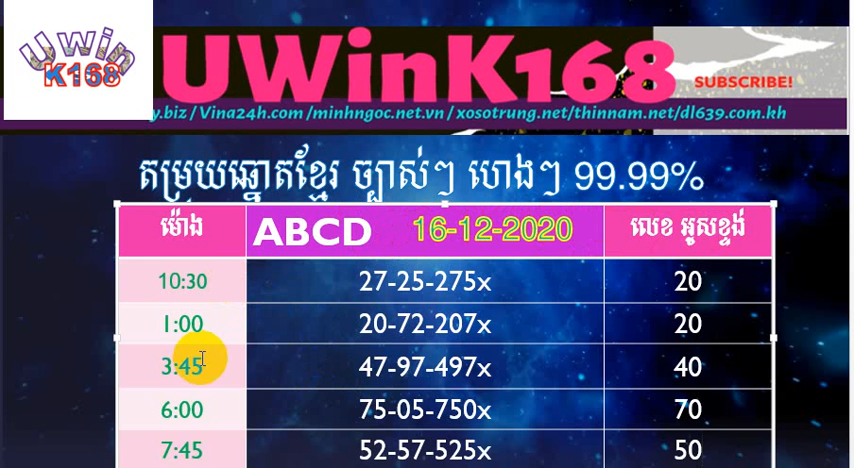 UWin
K168
UWinK168
SUBSCRIBE!
y.biz / Vina24h.com /minhngoc.net.vn / xosotrung.net/thinnam.net/dl639.com.kh
តម្រុយឆ្នោតខ្មែរ ច្បាស់ៗ ហេងៗ 99.99%
ម៉ោង ABCD 16-12-2020 លេខ អូសខ្ទង់
10:30 27-25-275x 20
1:00 20-72-207x 20
3:45 47-97-497x 40
6:00 75-05-750x 70
7:45 52-57-525x 50